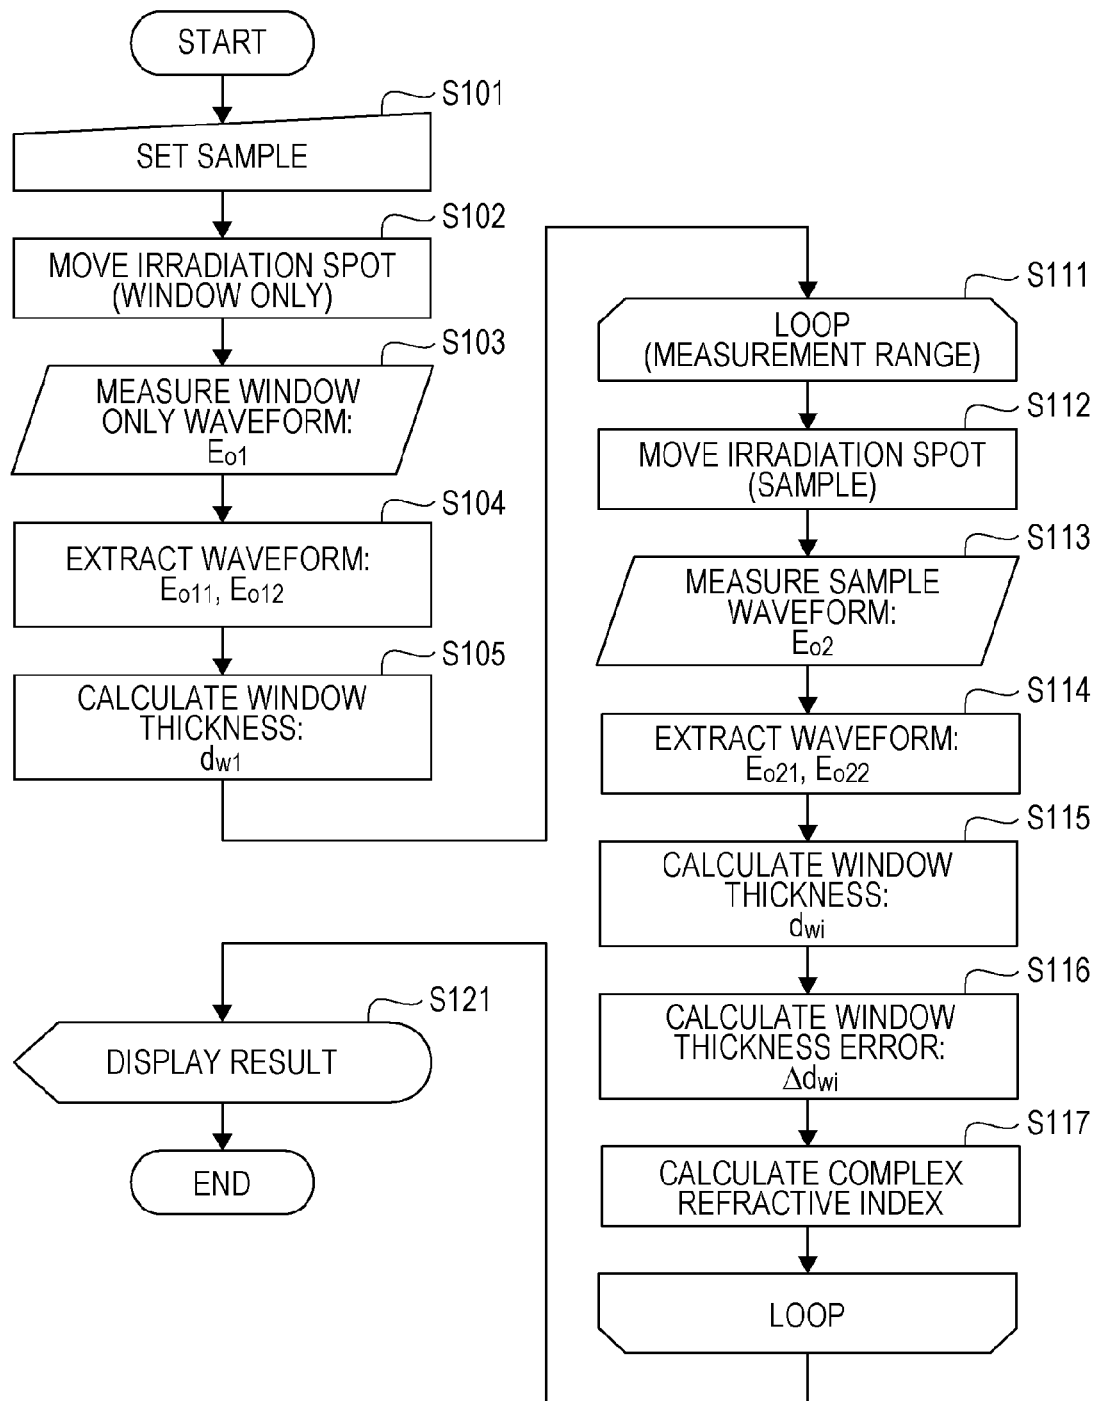 START
S101
SET SAMPLE
S102
MOVE IRRADIATION SPOT
(WINDOW ONLY)
S103
MEASURE WINDOW
ONLY WAVEFORM:
Eo1
S104
EXTRACT WAVEFORM:
Eo11, Eo12
S105
CALCULATE WINDOW
THICKNESS:
dw1
S111
LOOP
(MEASUREMENT RANGE)
S112
MOVE IRRADIATION SPOT
(SAMPLE)
S113
MEASURE SAMPLE
WAVEFORM:
Eo2
S114
EXTRACT WAVEFORM:
Eo21, Eo22
S115
CALCULATE WINDOW
THICKNESS:
dwi
S116
CALCULATE WINDOW
THICKNESS ERROR:
Δdwi
S117
CALCULATE COMPLEX
REFRACTIVE INDEX
LOOP
S121
DISPLAY RESULT
END